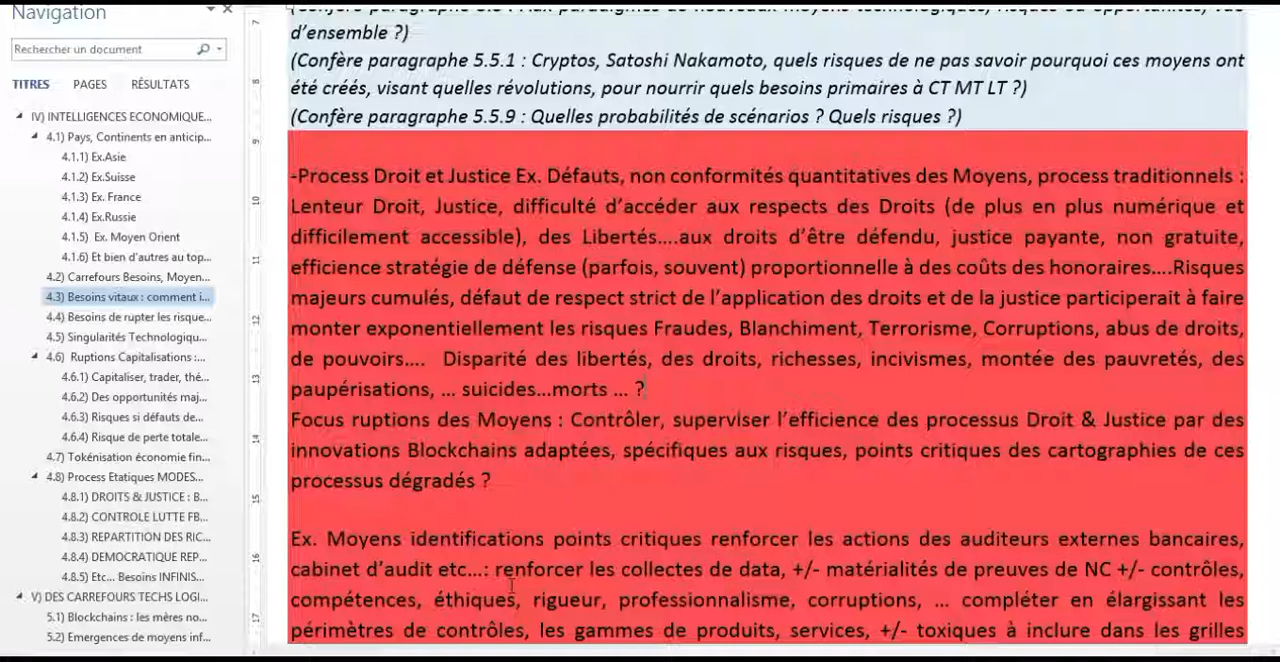 Navigation
Rechercher un document
TITRES PAGES RÉSULTATS
IV) INTELLIGENCES ECONOMIQUE...
4.1) Pays, Continents en anticip...
4.1.1) Ex.Asie
4.1.2) Ex.Suisse
4.1.3) Ex. France
4.1.4) Ex.Russie
4.1.5) Ex. Moyen Orient
4.1.6) Et bien d'autres au top...
4.2) Carrefours Besoins, Moyen...
4.3) Besoins vitaux : comment i...
4.4) Besoins de rupter les risque...
4.5) Singularités Technologiqu...
4.6) Ruptions Capitalisations :...
4.6.1) Capitaliser, trader, thé...
4.6.2) Des opportunités maj...
4.6.3) Risques si défauts de...
4.6.4) Risque de perte totale...
4.7) Tokénisation économie fin...
4.8) Process Etatiques MODES...
4.8.1) DROITS & JUSTICE : B...
4.8.2) CONTROLE LUTTE FB...
4.8.3) REPARTITION DES RIC...
4.8.4) DEMOCRATIQUE REP...
4.8.5) Etc... Besoins INFINIS...
V) DES CARREFOURS TECHS LOGI...
5.1) Blockchains : les mères no...
5.2) Emergences de moyens inf...
7
8
9
10
11
12
13
14
15
16
17
d'ensemble ?)
(Confère paragraphe 5.5.1 : Cryptos, Satoshi Nakamoto, quels risques de ne pas savoir pourquoi ces moyens ont
été créés, visant quelles révolutions, pour nourrir quels besoins primaires à CT MT LT ?)
(Confère paragraphe 5.5.9 : Quelles probabilités de scénarios ? Quels risques ?)
-Process Droit et Justice Ex. Défauts, non conformités quantitatives des Moyens, process traditionnels :
Lenteur Droit, Justice, difficulté d'accéder aux respects des Droits (de plus en plus numérique et
difficilement accessible), des Libertés....aux droits d'être défendu, justice payante, non gratuite,
efficience stratégie de défense (parfois, souvent) proportionnelle à des coûts des honoraires....Risques
majeurs cumulés, défaut de respect strict de l'application des droits et de la justice participerait à faire
monter exponentiellement les risques Fraudes, Blanchiment, Terrorisme, Corruptions, abus de droits,
de pouvoirs.... Disparité des libertés, des droits, richesses, incivismes, montée des pauvretés, des
paupérisations, ... suicides...morts ... ?
Focus ruptions des Moyens : Contrôler, superviser l'efficience des processus Droit & Justice par des
innovations Blockchains adaptées, spécifiques aux risques, points critiques des cartographies de ces
processus dégradés ?
Ex. Moyens identifications points critiques renforcer les actions des auditeurs externes bancaires,
cabinet d'audit etc...: renforcer les collectes de data, +/- matérialités de preuves de NC +/- contrôles,
compétences, éthiques, rigueur, professionnalisme, corruptions, ... compléter en élargissant les
périmètres de contrôles, les gammes de produits, services, +/- toxiques à inclure dans les grilles